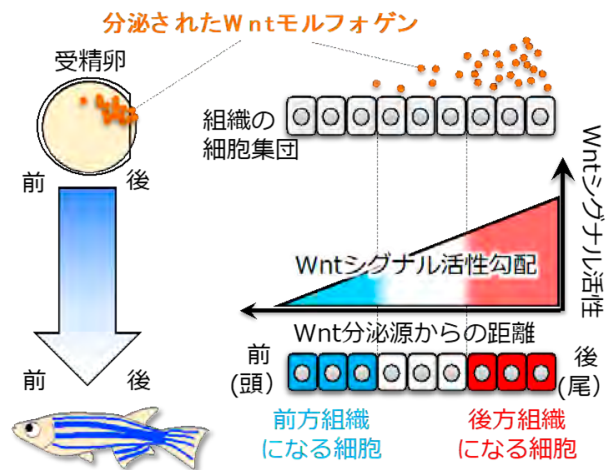 分泌されたWntモルフォゲン
受精卵
前 後
前 後
組織の
細胞集団
Wntシグナル活性
Wntシグナル活性勾配
Wnt分泌源からの距離
前
(頭)
後
(尾)
前方組織
になる細胞
後方組織
になる細胞